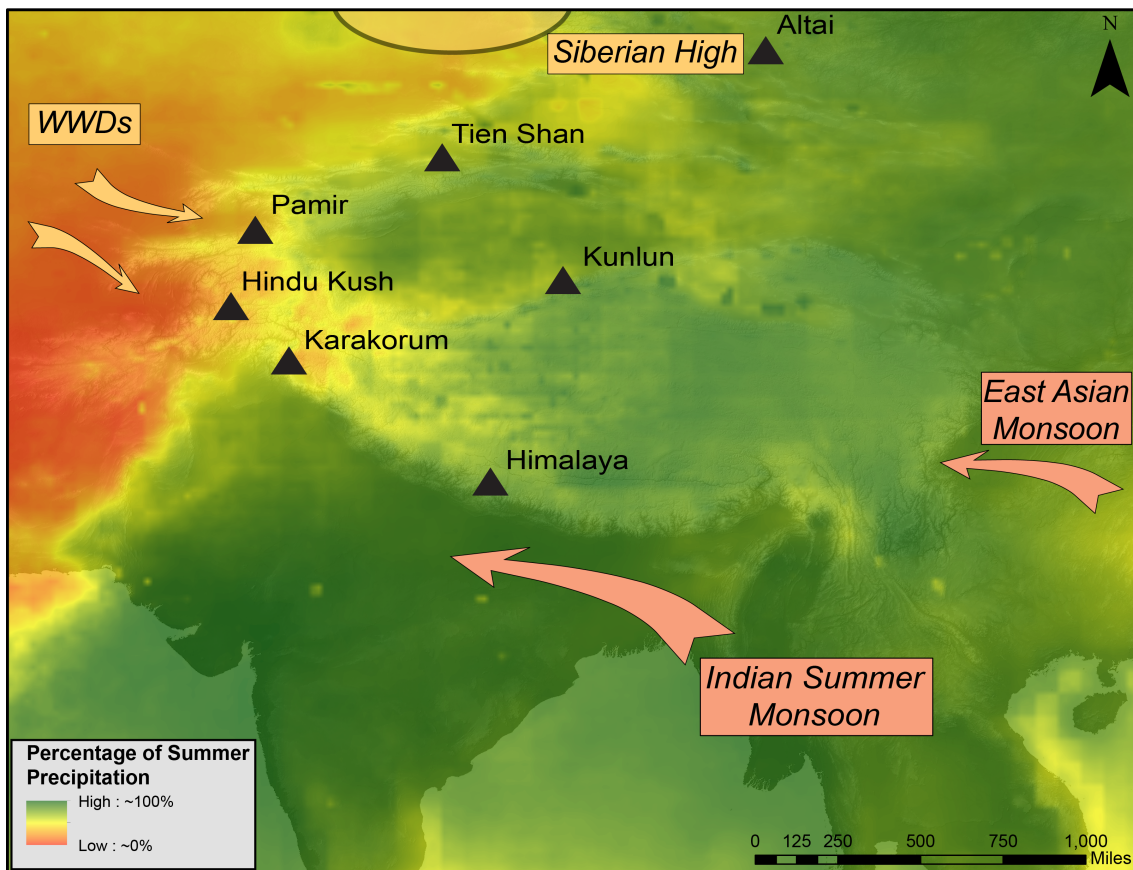 Altai
N
Siberian High
WWDs
Tien Shan
Pamir
Kunlun
Hindu Kush
Karakorum
East Asian
Monsoon
Himalaya
Indian Summer
Monsoon
Percentage of Summer
Precipitation
High : ~100%
Low : ~0%
0 125 250 500 750 1,000
Miles